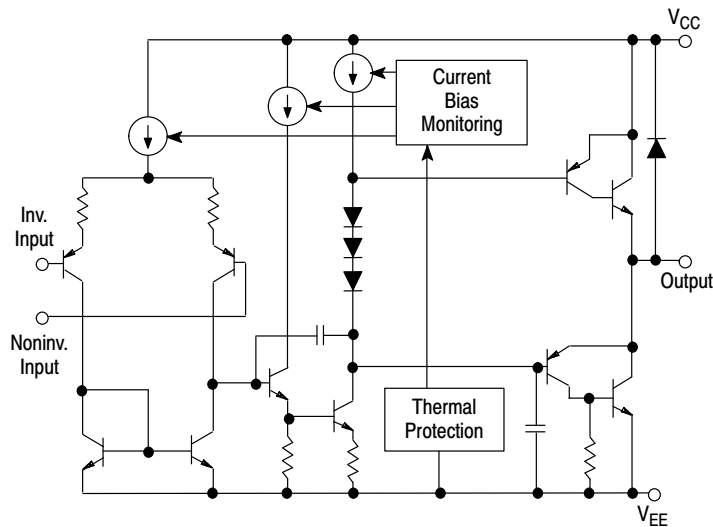 VCC
Current
Bias
Monitoring
Inv.
Input
Output
Noninv.
Input
Thermal
Protection
VEE